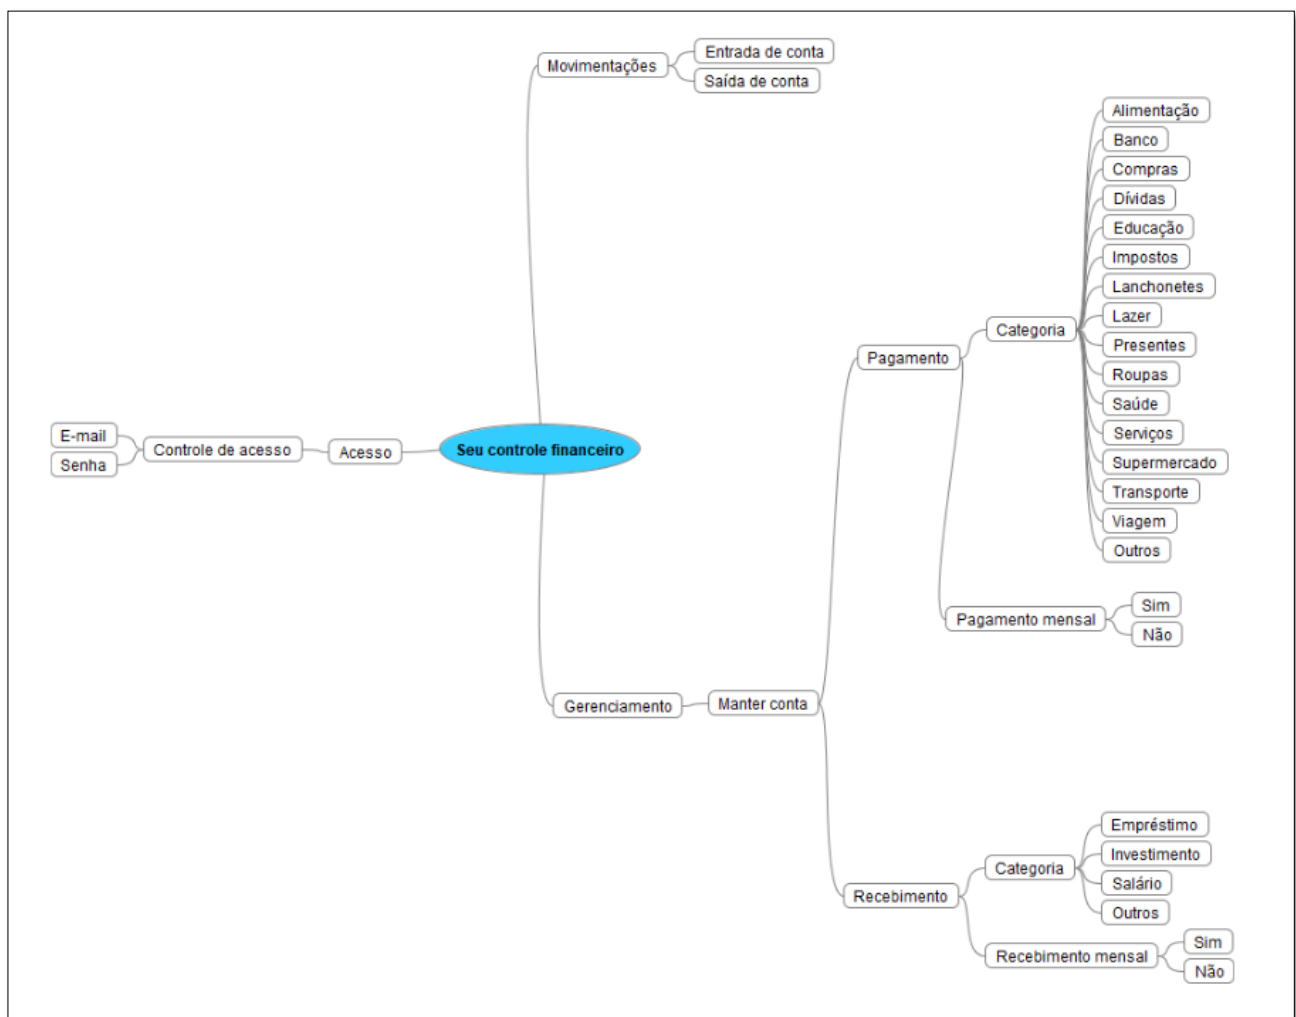 Movimentações
Entrada de conta
Saída de conta
Alimentação
Banco
Compras
Dívidas
Educação
Impostos
Lanchonetes
Lazer
Presentes
Roupas
Saúde
Serviços
Supermercado
Transporte
Viagem
Outros
Categoria
Pagamento
Pagamento mensal
Sim
Não
E-mail
Senha
Controle de acesso
Acesso
Seu controle financeiro
Gerenciamento
Manter conta
Recebimento
Categoria
Empréstimo
Investimento
Salário
Outros
Recebimento mensal
Sim
Não